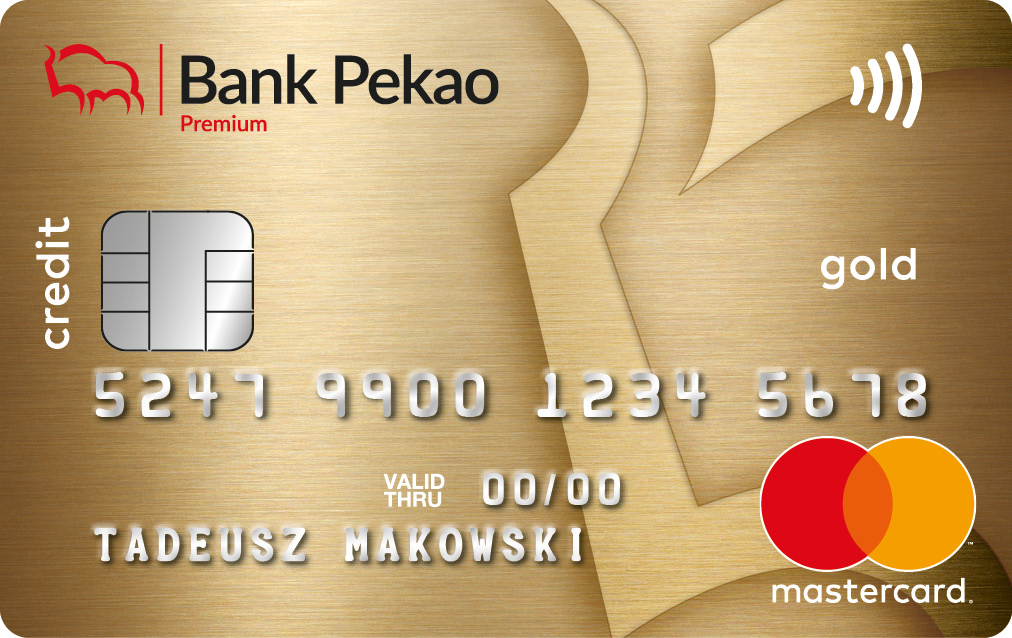 Bank Pekao
Premium
credit
gold
5247 9900 1234 5678
VALID
THRU
00/00
TADEUSZ MAKOWSKI
mastercard.